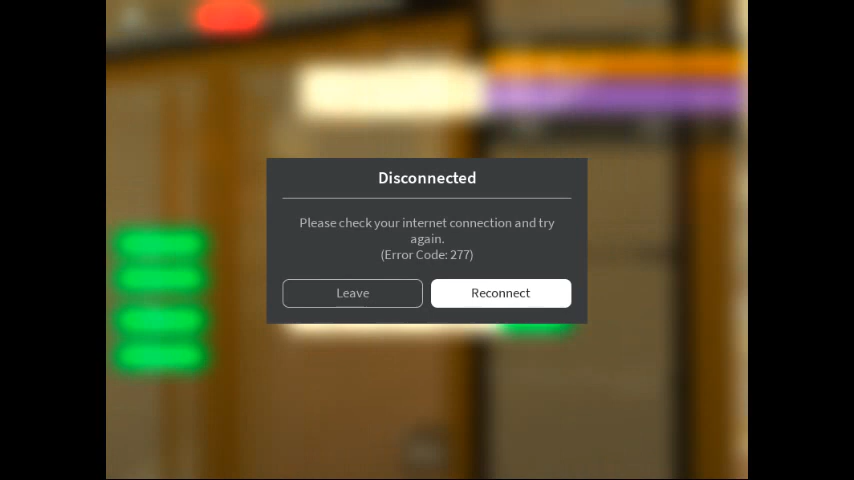 Disconnected
Please check your internet connection and try
again.
(Error Code: 277)
Leave
Reconnect